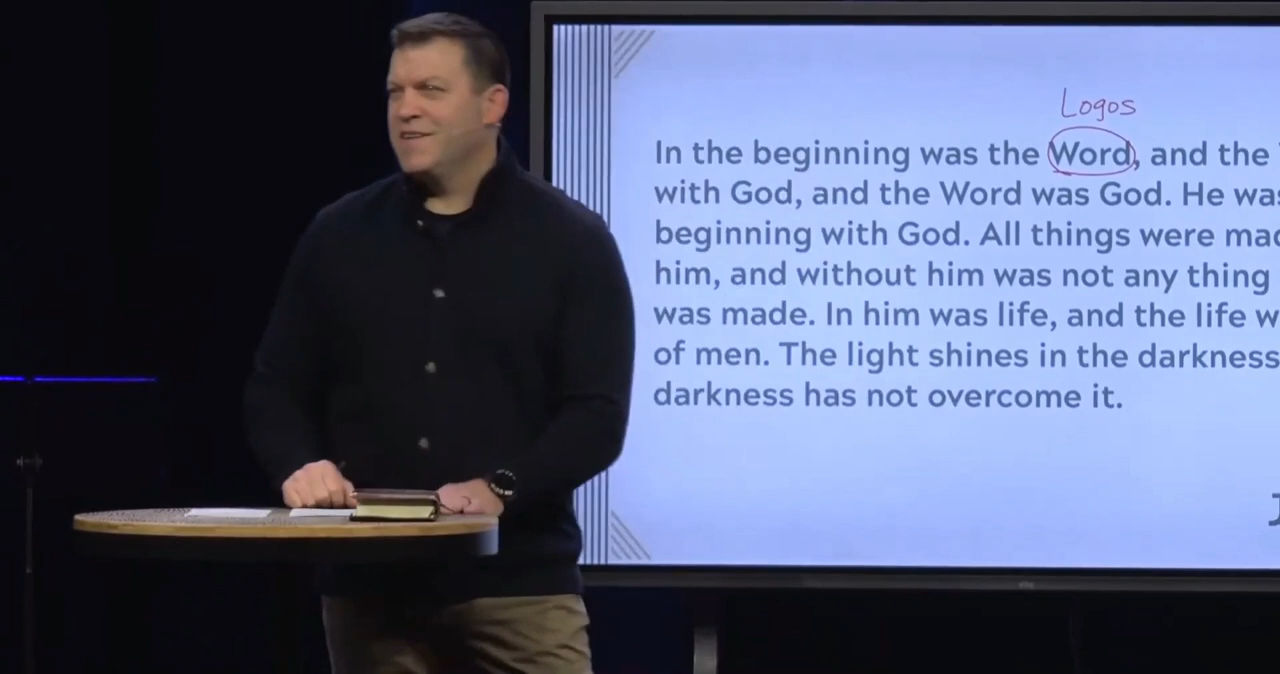 Logos
In the beginning was the Word, and the
with God, and the Word was God. He was
beginning with God. All things were mad
him, and without him was not any thing
was made. In him was life, and the life w
of men. The light shines in the darkness
darkness has not overcome it.
J